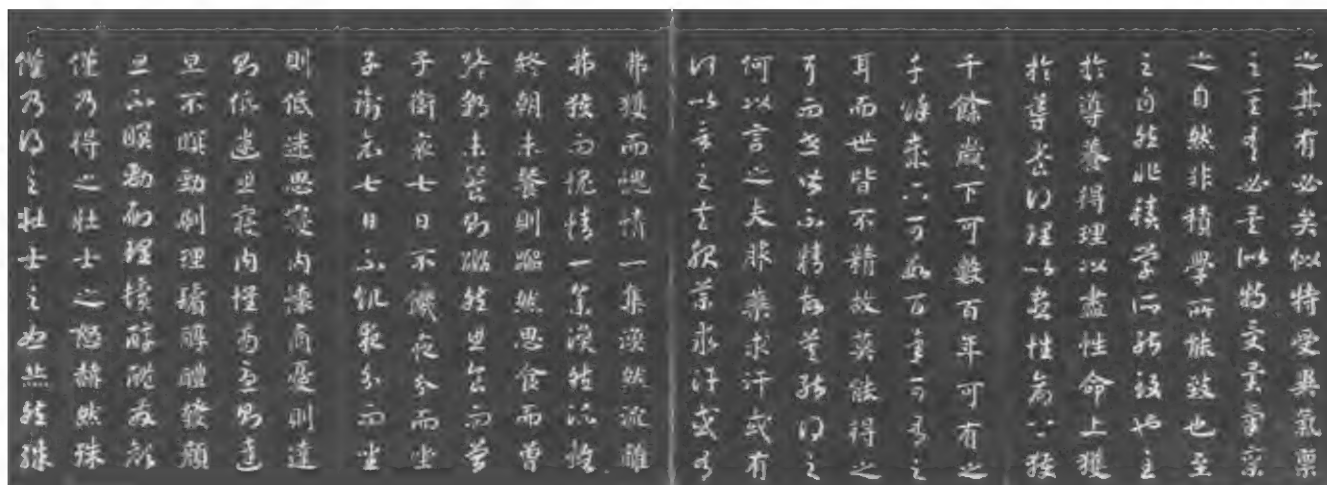 之其有必矣似特受異氣禀
之其有必矣似特受異氣禀
之自然非積學所能致也至
之自然非積學所能致也至
於導養得理以盡性命上獲
於導養得理以盡性命上獲
千餘歲下可數百年可有之
千餘歲下可數百年可有之
耳而世皆不精故莫能得之
耳而世皆不精故莫能得之
何以言之夫服藥求汗或有
何以言之夫服藥求汗或有
弗獲而愧情一集渙然流離
弗獲而愧情一集渙然流離
終朝未餐則囂然思食而曾
終朝未餐則囂然思食而曾
子銜哀七日不饑夜分而坐
子銜哀七日不飢夜分而坐
則低迷思寢內懷殷憂則達
則低迷思寢內懷殷憂則達
旦不瞑勁刷理鬢醇醴發顏
旦不瞑勁刷理鬢醇醴發顏
僅乃得之壯士之怒赫然殊
僅乃得之壯士之怒赫然殊